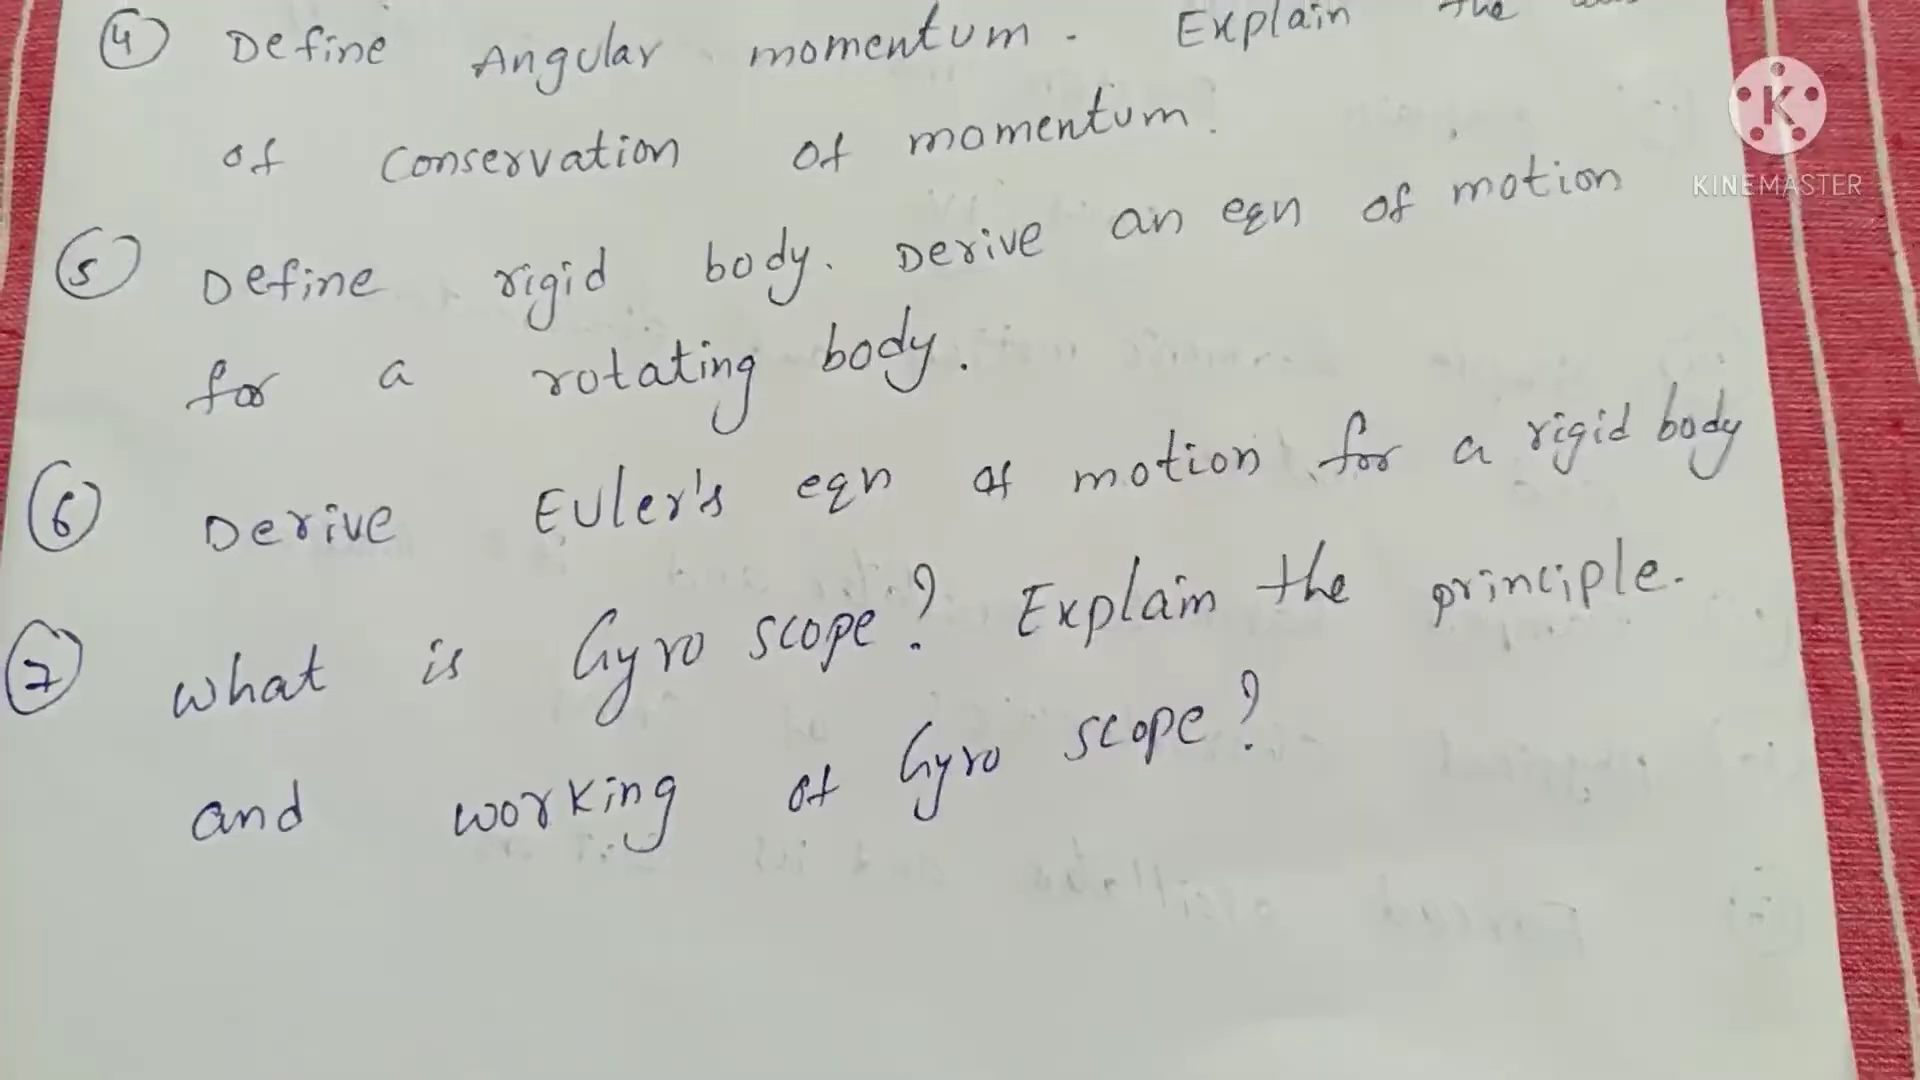 4 Define Angular momentum. Explain the
of conservation of momentum.
5 Define rigid body. Derive an eqn of motion
for a rotating body.
6 Derive Euler's eqn of motion for a rigid body
7 what is Gyro scope? Explain the principle.
and working of Gyro scope?
K
KINEMASTER